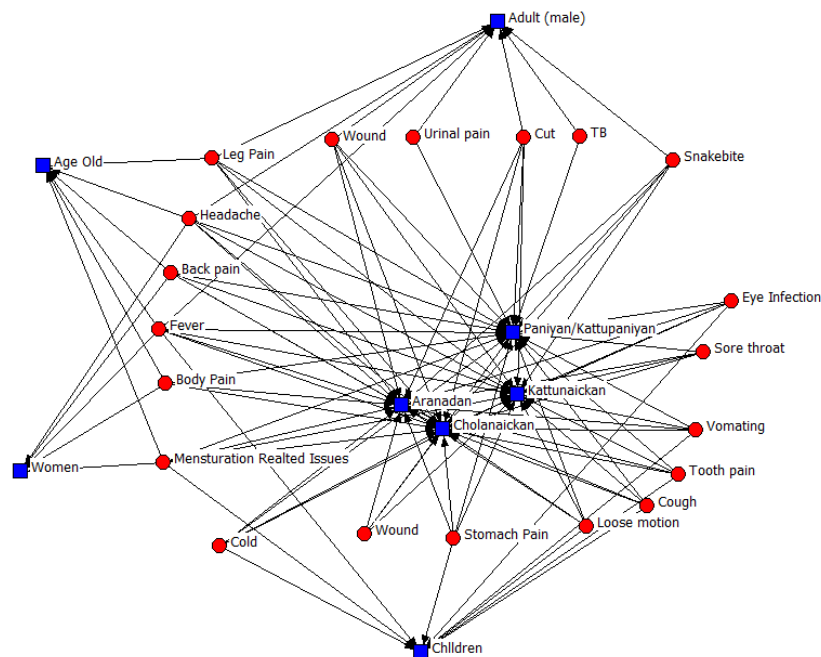 Adult (male)
Wound
Urinal pain
Cut
TB
Leg Pain
Snakebite
Age Old
Headache
Back pain
Eye Infection
Fever
Paniyan/Kattupaniyan
Sore throat
Body Pain
Kattunaickan
Aranadan
Cholanaickan
Vomating
Women
Mensturation Realted Issues
Tooth pain
Cough
Loose motion
Wound
Stomach Pain
Cold
Chlldren